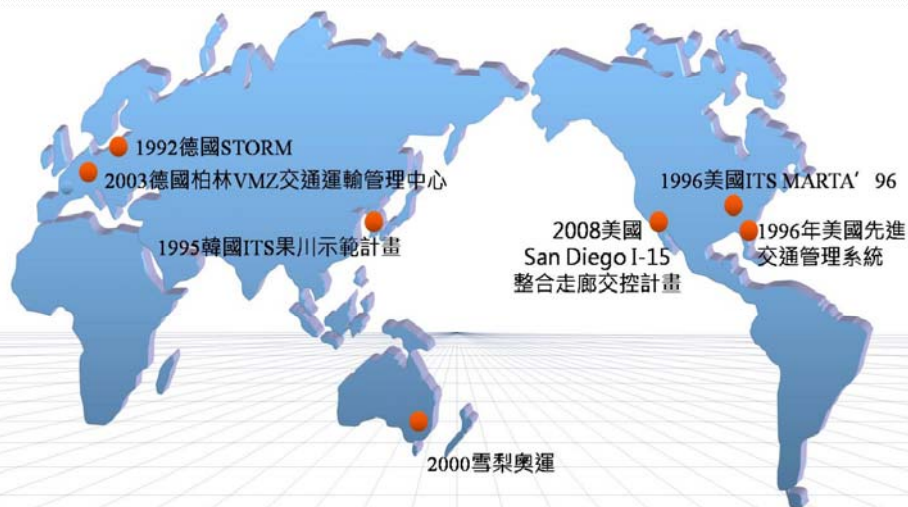 1992德國STORM
2003德國柏林VMZ交通運輸管理中心
1995韓國ITS果川示範計畫
1996美國ITS MARTA’96
2008美國
San Diego I-15
整合走廊交控計畫
1996年美國先進
交通管理系統
2000雪梨奧運